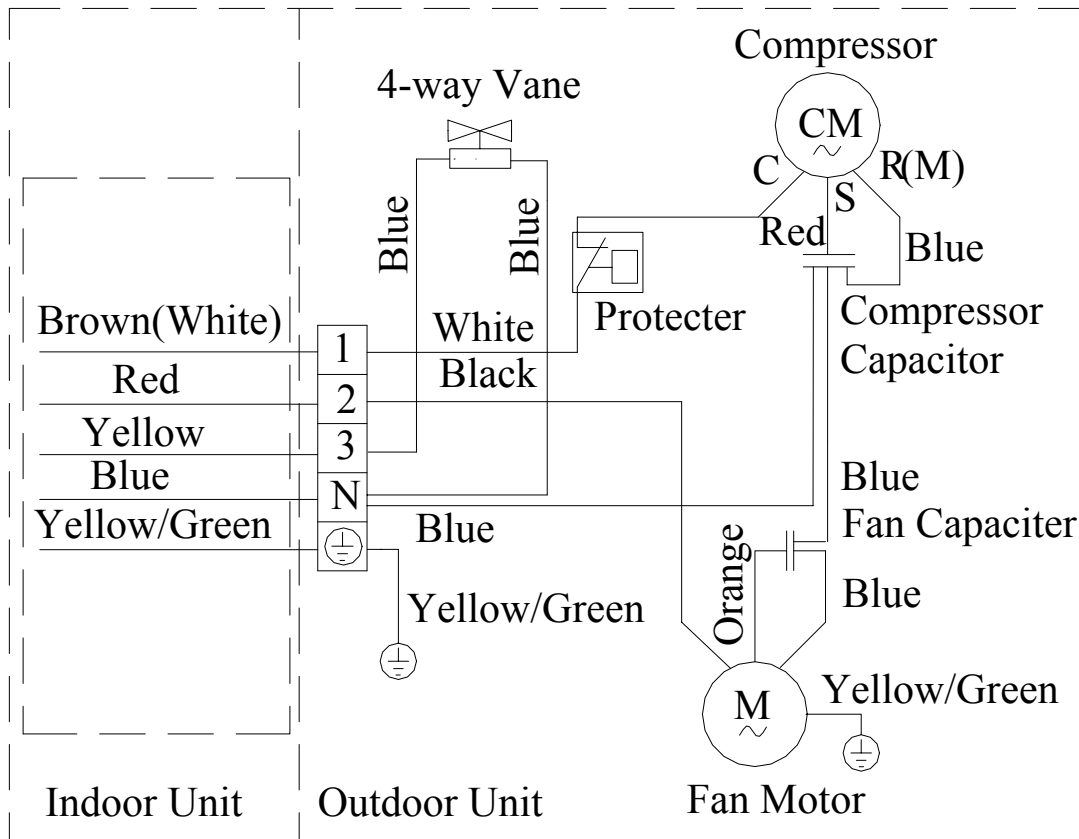 Compressor
4-way Vane
CM
C
R(M)
S
Blue
Blue
Red
Blue
Brown(White)
White
Protecter
Compressor
Capacitor
1
Red
Black
2
Yellow
3
Blue
N
Blue
Blue
Fan Capaciter
Yellow/Green
Orange
Blue
Yellow/Green
M
Yellow/Green
Indoor Unit
Outdoor Unit
Fan Motor